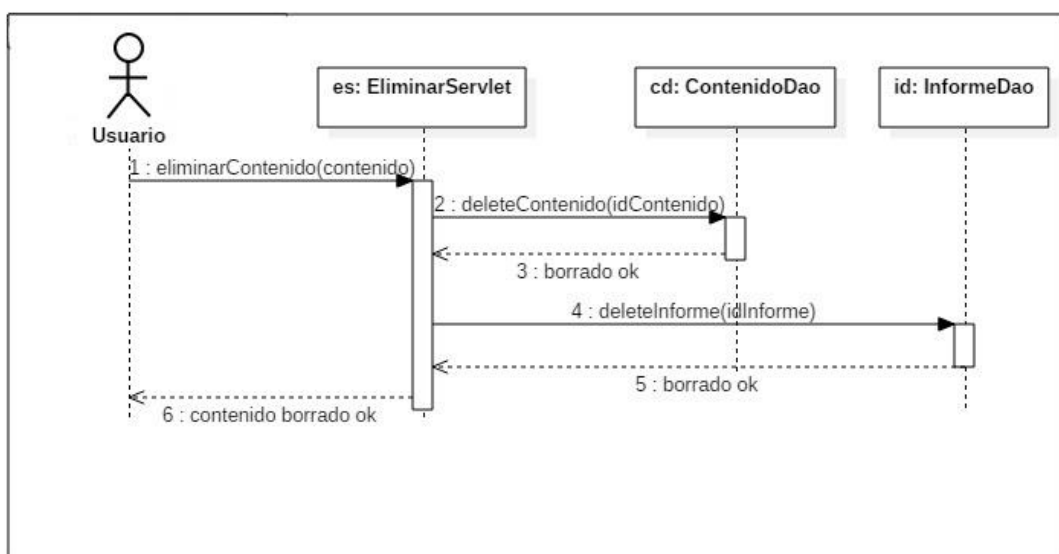 es: EliminarServlet
cd: ContenidoDao
id: InformeDao
Usuario
1 : eliminarContenido(contenido)
2 : deleteContenido(idContenido)
3 : borrado ok
4 : deleteInforme(idInforme)
5 : borrado ok
6 : contenido borrado ok